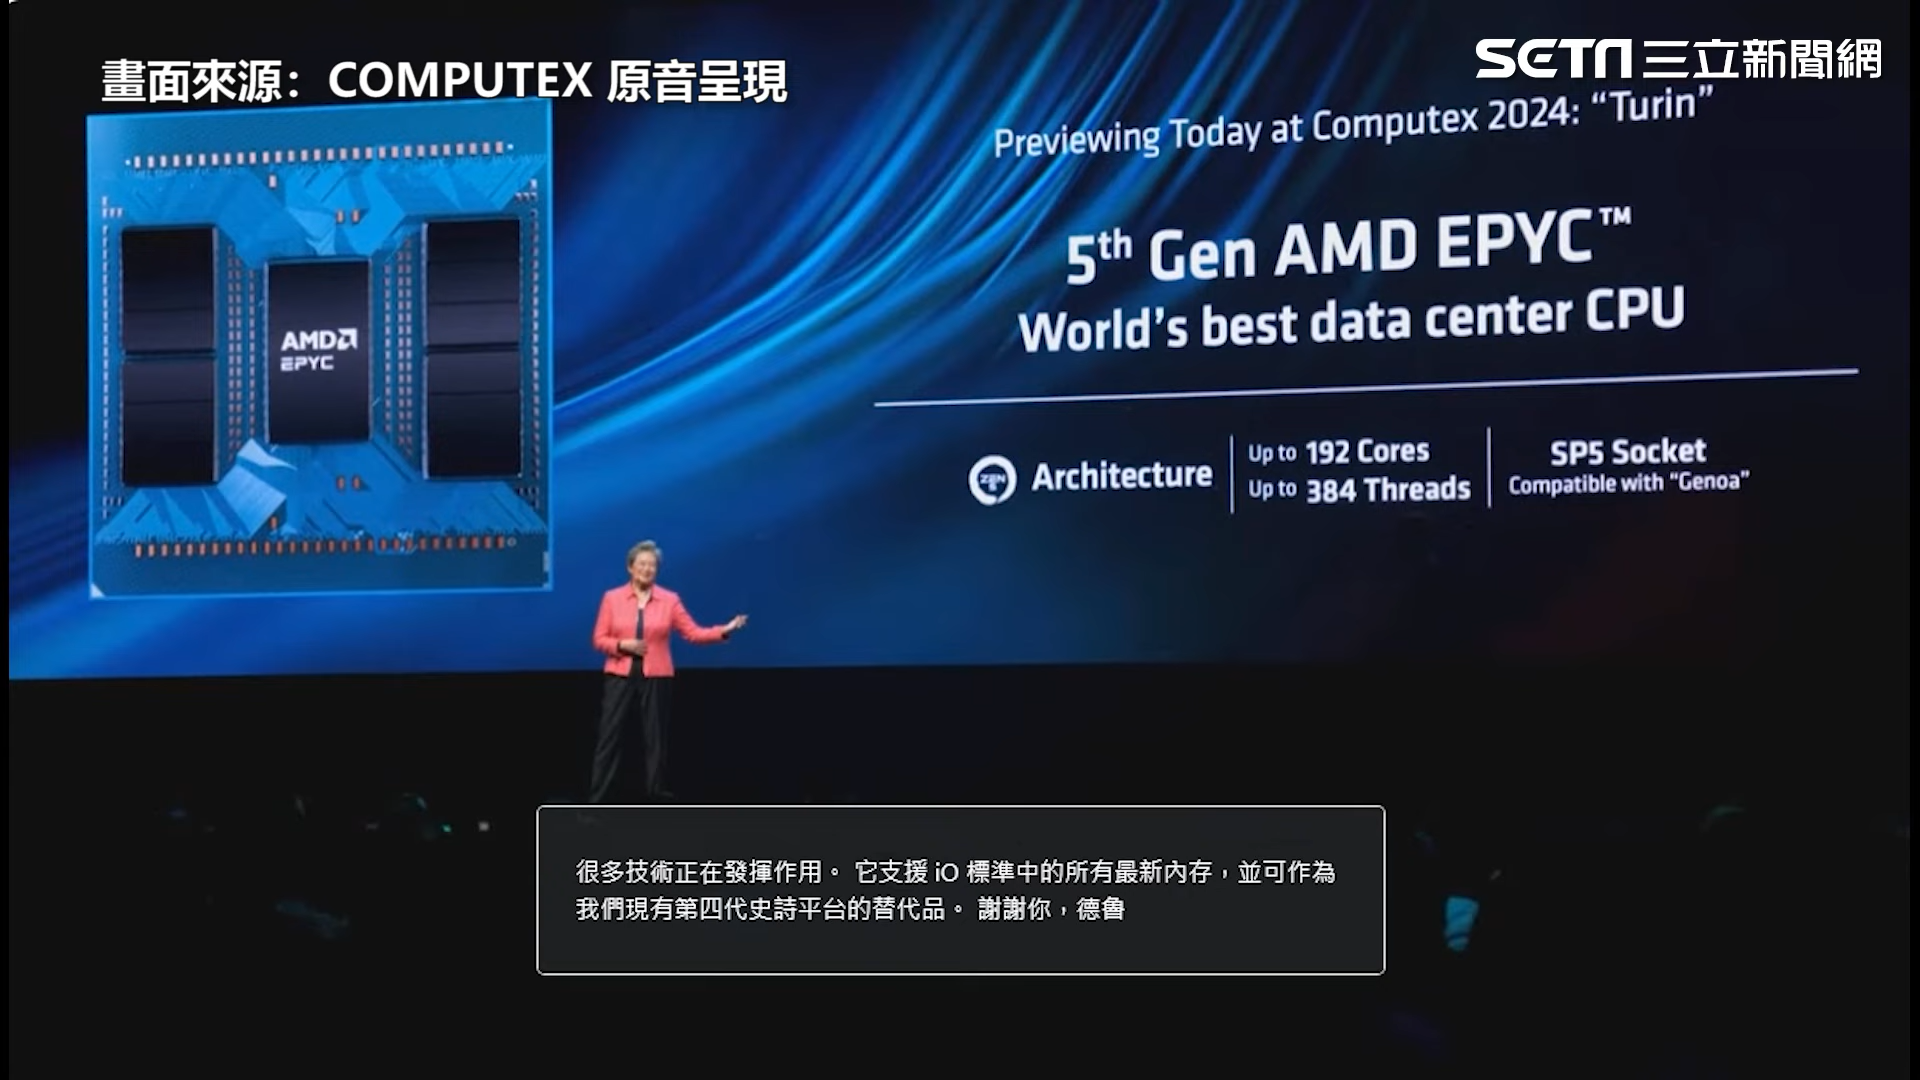 畫面來源：COMPUTEX 原音呈現
SETN三立新聞網
Previewing Today at Computex 2024: “Turin”
5th Gen AMD EPYC™
World’s best data center CPU
AMD
EPYC
ZEN Architecture
Up to 192 Cores
Up to 384 Threads
SP5 Socket
Compatible with “Genoa”
很多技術正在發揮作用。 它支援 iO 標準中的所有最新內存，並可作為
我們現有第四代史詩平台的替代品。 謝謝你，德魯